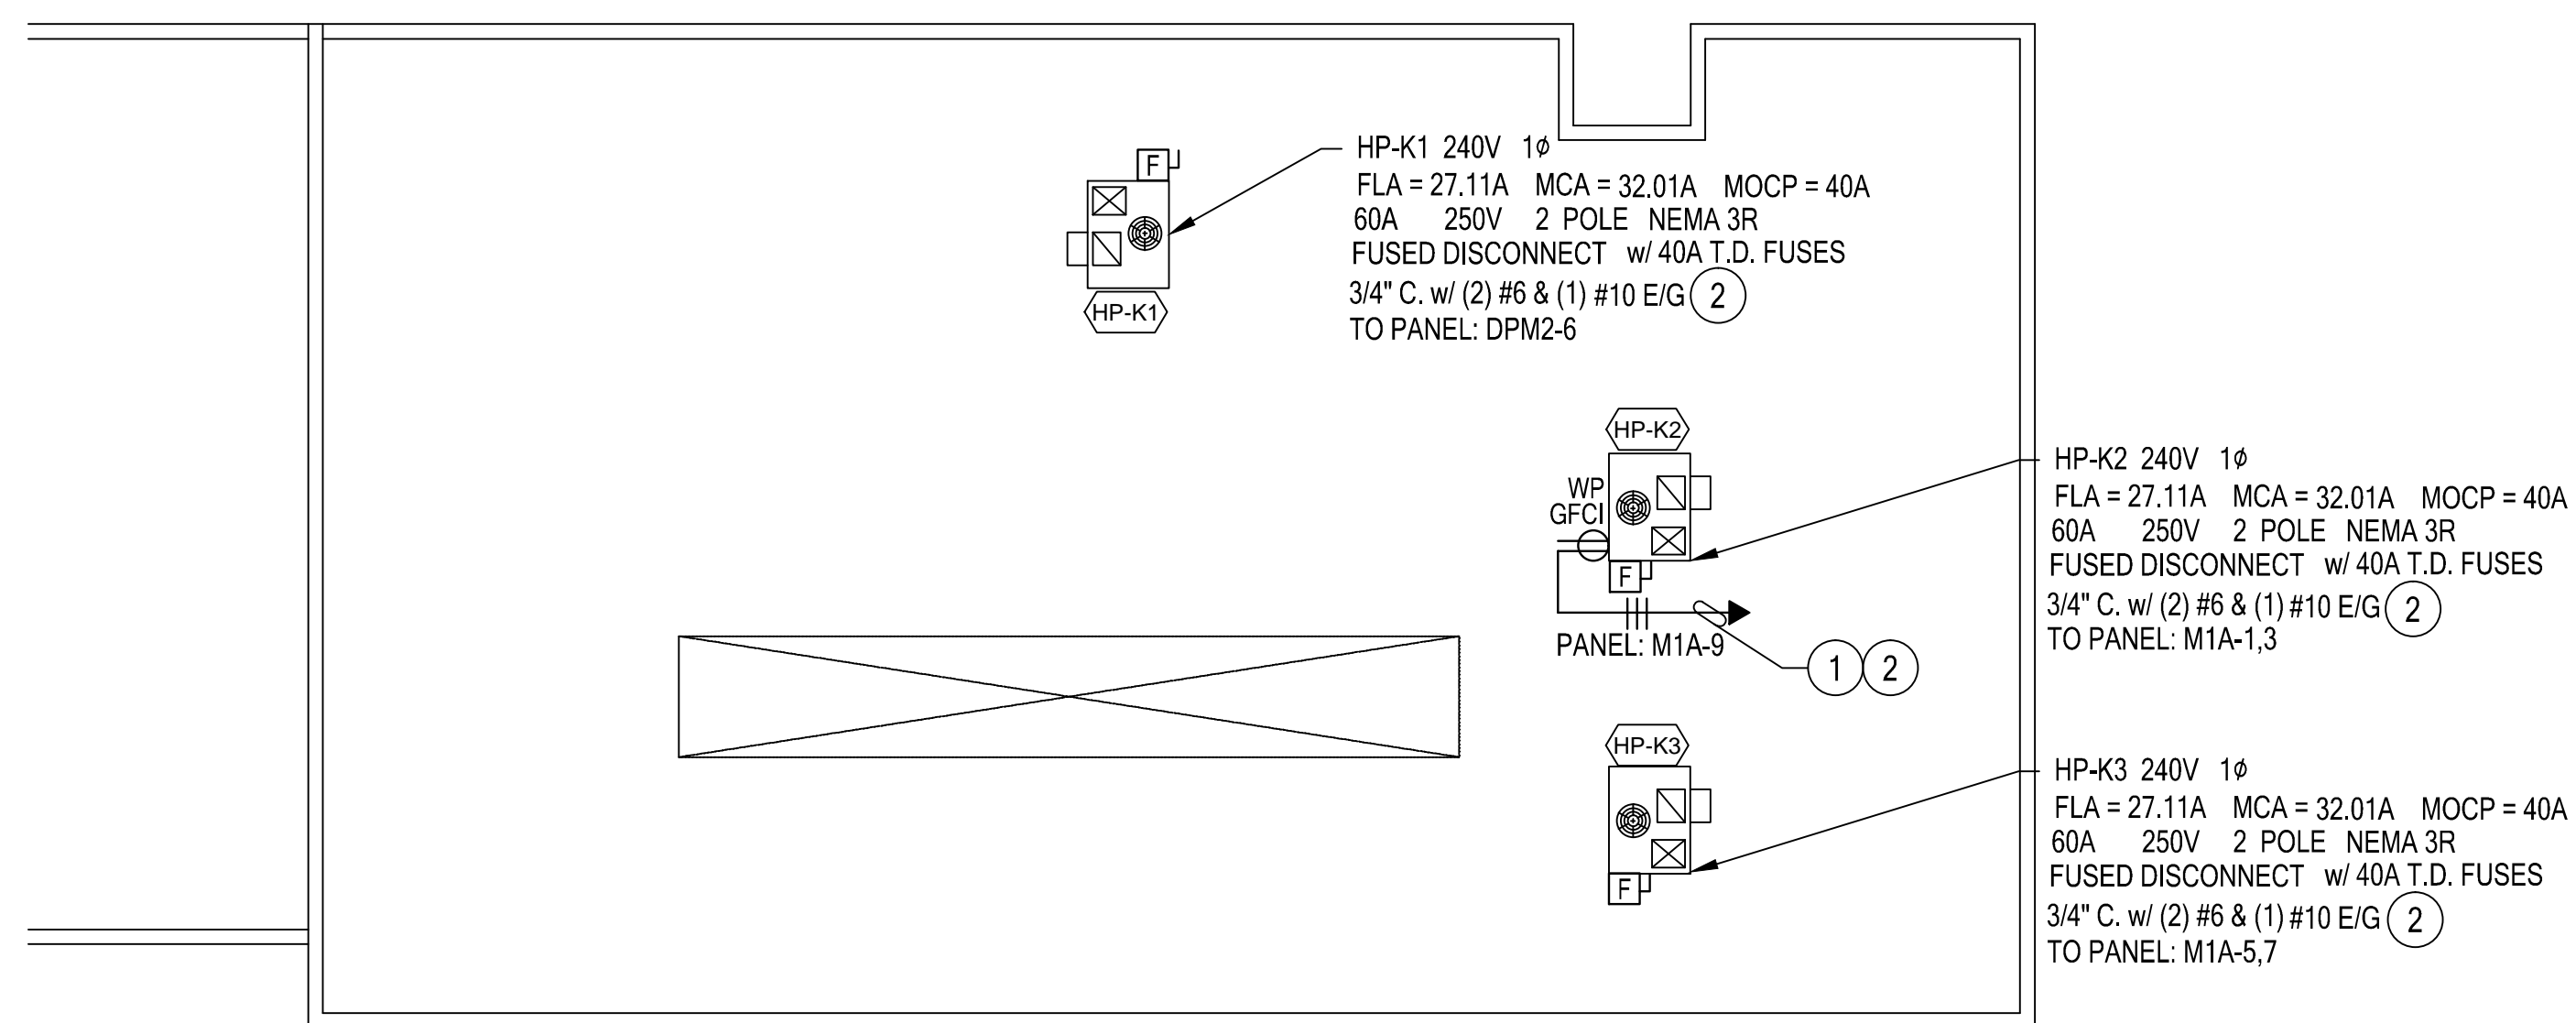 HP-K1 240V 1ø
FLA = 27.11A MCA = 32.01A MOCP = 40A
60A 250V 2 POLE NEMA 3R
FUSED DISCONNECT w/ 40A T.D. FUSES
3/4" C. w/ (2) #6 & (1) #10 E/G 2
TO PANEL: DPM2-6
F
HP-K1
HP-K2
WP
GFCI
F
PANEL: M1A-9
1 2
HP-K2 240V 1ø
FLA = 27.11A MCA = 32.01A MOCP = 40A
60A 250V 2 POLE NEMA 3R
FUSED DISCONNECT w/ 40A T.D. FUSES
3/4" C. w/ (2) #6 & (1) #10 E/G 2
TO PANEL: M1A-1,3
HP-K3
F
HP-K3 240V 1ø
FLA = 27.11A MCA = 32.01A MOCP = 40A
60A 250V 2 POLE NEMA 3R
FUSED DISCONNECT w/ 40A T.D. FUSES
3/4" C. w/ (2) #6 & (1) #10 E/G 2
TO PANEL: M1A-5,7